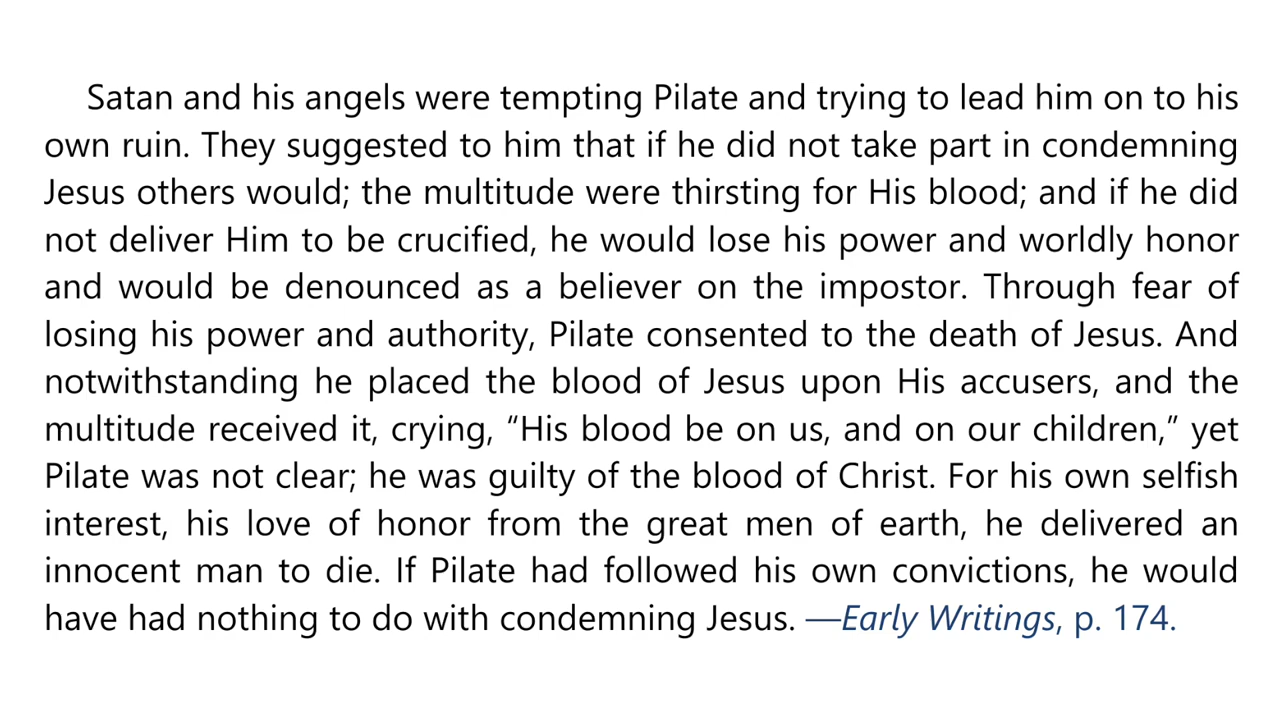 Satan and his angels were tempting Pilate and trying to lead him on to his
own ruin. They suggested to him that if he did not take part in condemning
Jesus others would; the multitude were thirsting for His blood; and if he did
not deliver Him to be crucified, he would lose his power and worldly honor
and would be denounced as a believer on the impostor. Through fear of
losing his power and authority, Pilate consented to the death of Jesus. And
notwithstanding he placed the blood of Jesus upon His accusers, and the
multitude received it, crying, “His blood be on us, and on our children,” yet
Pilate was not clear; he was guilty of the blood of Christ. For his own selfish
interest, his love of honor from the great men of earth, he delivered an
innocent man to die. If Pilate had followed his own convictions, he would
have had nothing to do with condemning Jesus. —Early Writings, p. 174.